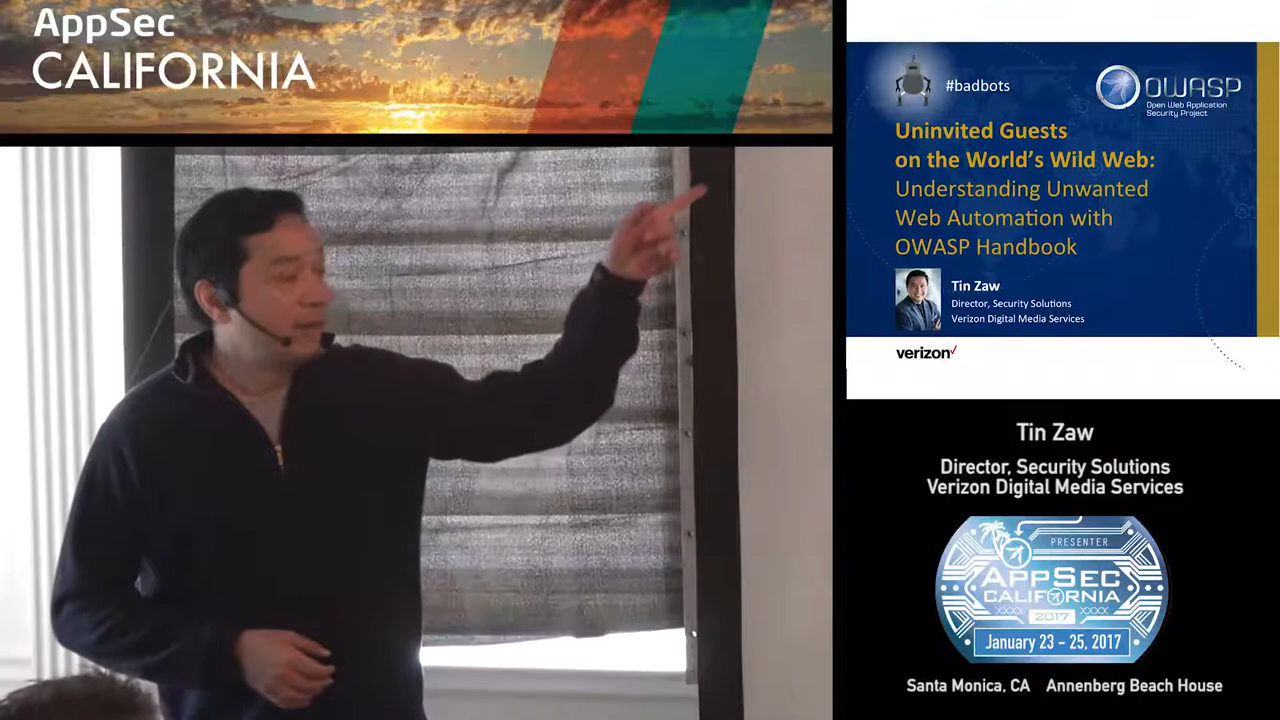 AppSec
CALIFORNIA
#badbots
OWASP
Open Web Application
Security Project
Uninvited Guests
on the World's Wild Web:
Understanding Unwanted
Web Automation with
OWASP Handbook
Tin Zaw
Director, Security Solutions
Verizon Digital Media Services
verizon✓
Tin Zaw
Director, Security Solutions
Verizon Digital Media Services
PRESENTER
APPSEC
CALIFORNIA
XXXX 2017 XXXX
January 23 - 25, 2017
Santa Monica, CA Annenberg Beach House